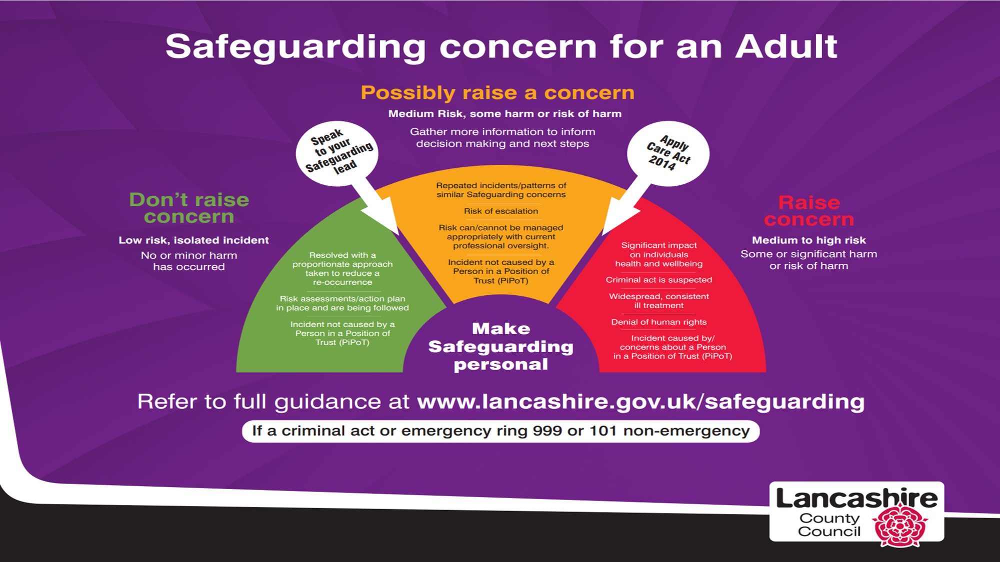 Safeguarding concern for an Adult
Possibly raise a concern
Medium Risk, some harm or risk of harm
Gather more information to inform
decision making and next steps
Speak
to your
Safeguarding
lead
Apply
Care Act
2014
Don't raise
concern
Low risk, isolated incident
No or minor harm
has occurred
Resolved with a
proportionate approach
taken to reduce a
re-occurrence
Risk assessments/action plan
in place and are being followed
Incident not caused by a
Person in a Position of
Trust (PiPoT)
Repeated incidents/patterns of
similar Safeguarding concerns
Risk of escalation
Risk can/cannot be managed
appropriately with current
professional oversight.
Incident not caused by a
Person in a Position of
Trust (PiPoT)
Raise
concern
Medium to high risk
Some or significant harm
or risk of harm
Significant impact
on individuals
health and wellbeing
Criminal act is suspected
Widespread, consistent
ill treatment
Denial of human rights
Incident caused by/
concerns about a Person
in a Position of Trust (PiPoT)
Make
Safeguarding
personal
Refer to full guidance at www.lancashire.gov.uk/safeguarding
If a criminal act or emergency ring 999 or 101 non-emergency
Lancashire
County
Council